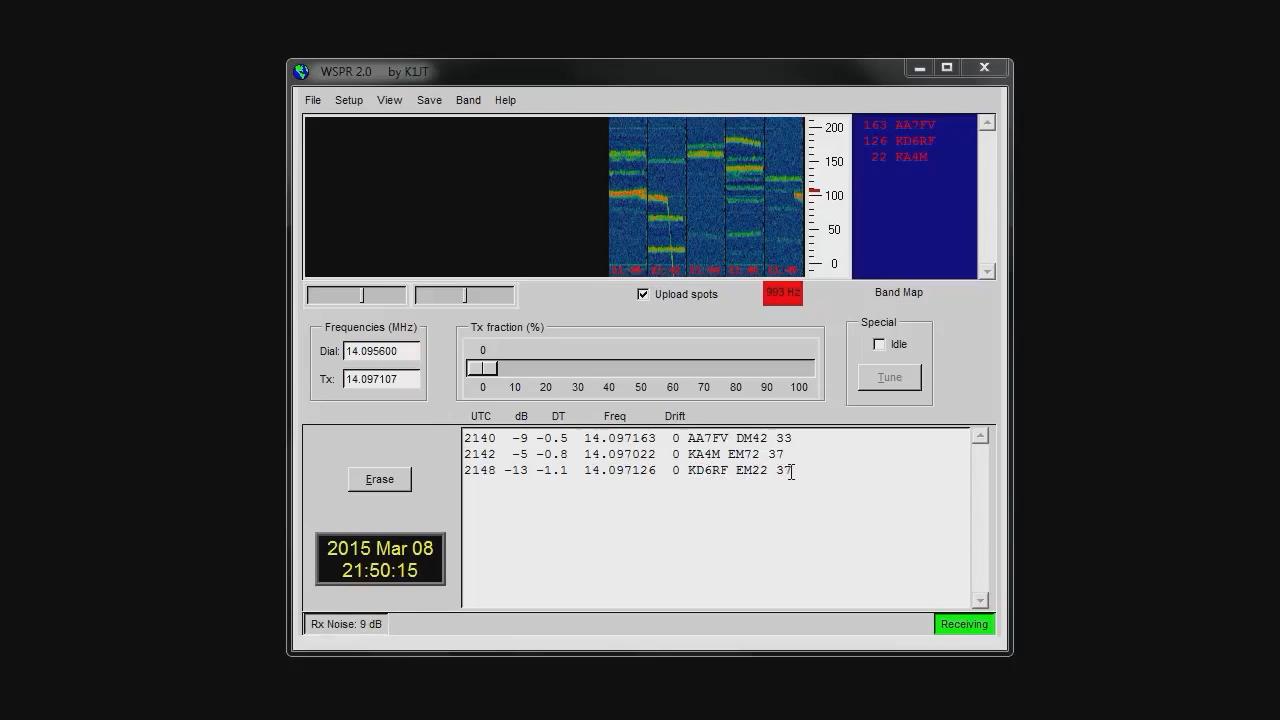 WSPR 2.0 by K1JT
File Setup View Save Band Help
200
150
100
50
0
163 AA7FV
126 KD6RF
22 KA4M
Upload spots
993 Hz
Band Map
Frequencies (MHz)
Dial: 14.095600
Tx: 14.097107
Tx fraction (%)
0
0 10 20 30 40 50 60 70 80 90 100
Special
Idle
Tune
UTC dB DT Freq Drift
2140 -9 -0.5 14.097163 0 AA7FV DM42 33
2142 -5 -0.8 14.097022 0 KA4M EM72 37
2148 -13 -1.1 14.097126 0 KD6RF EM22 37
Erase
2015 Mar 08
21:50:15
Rx Noise: 9 dB
Receiving